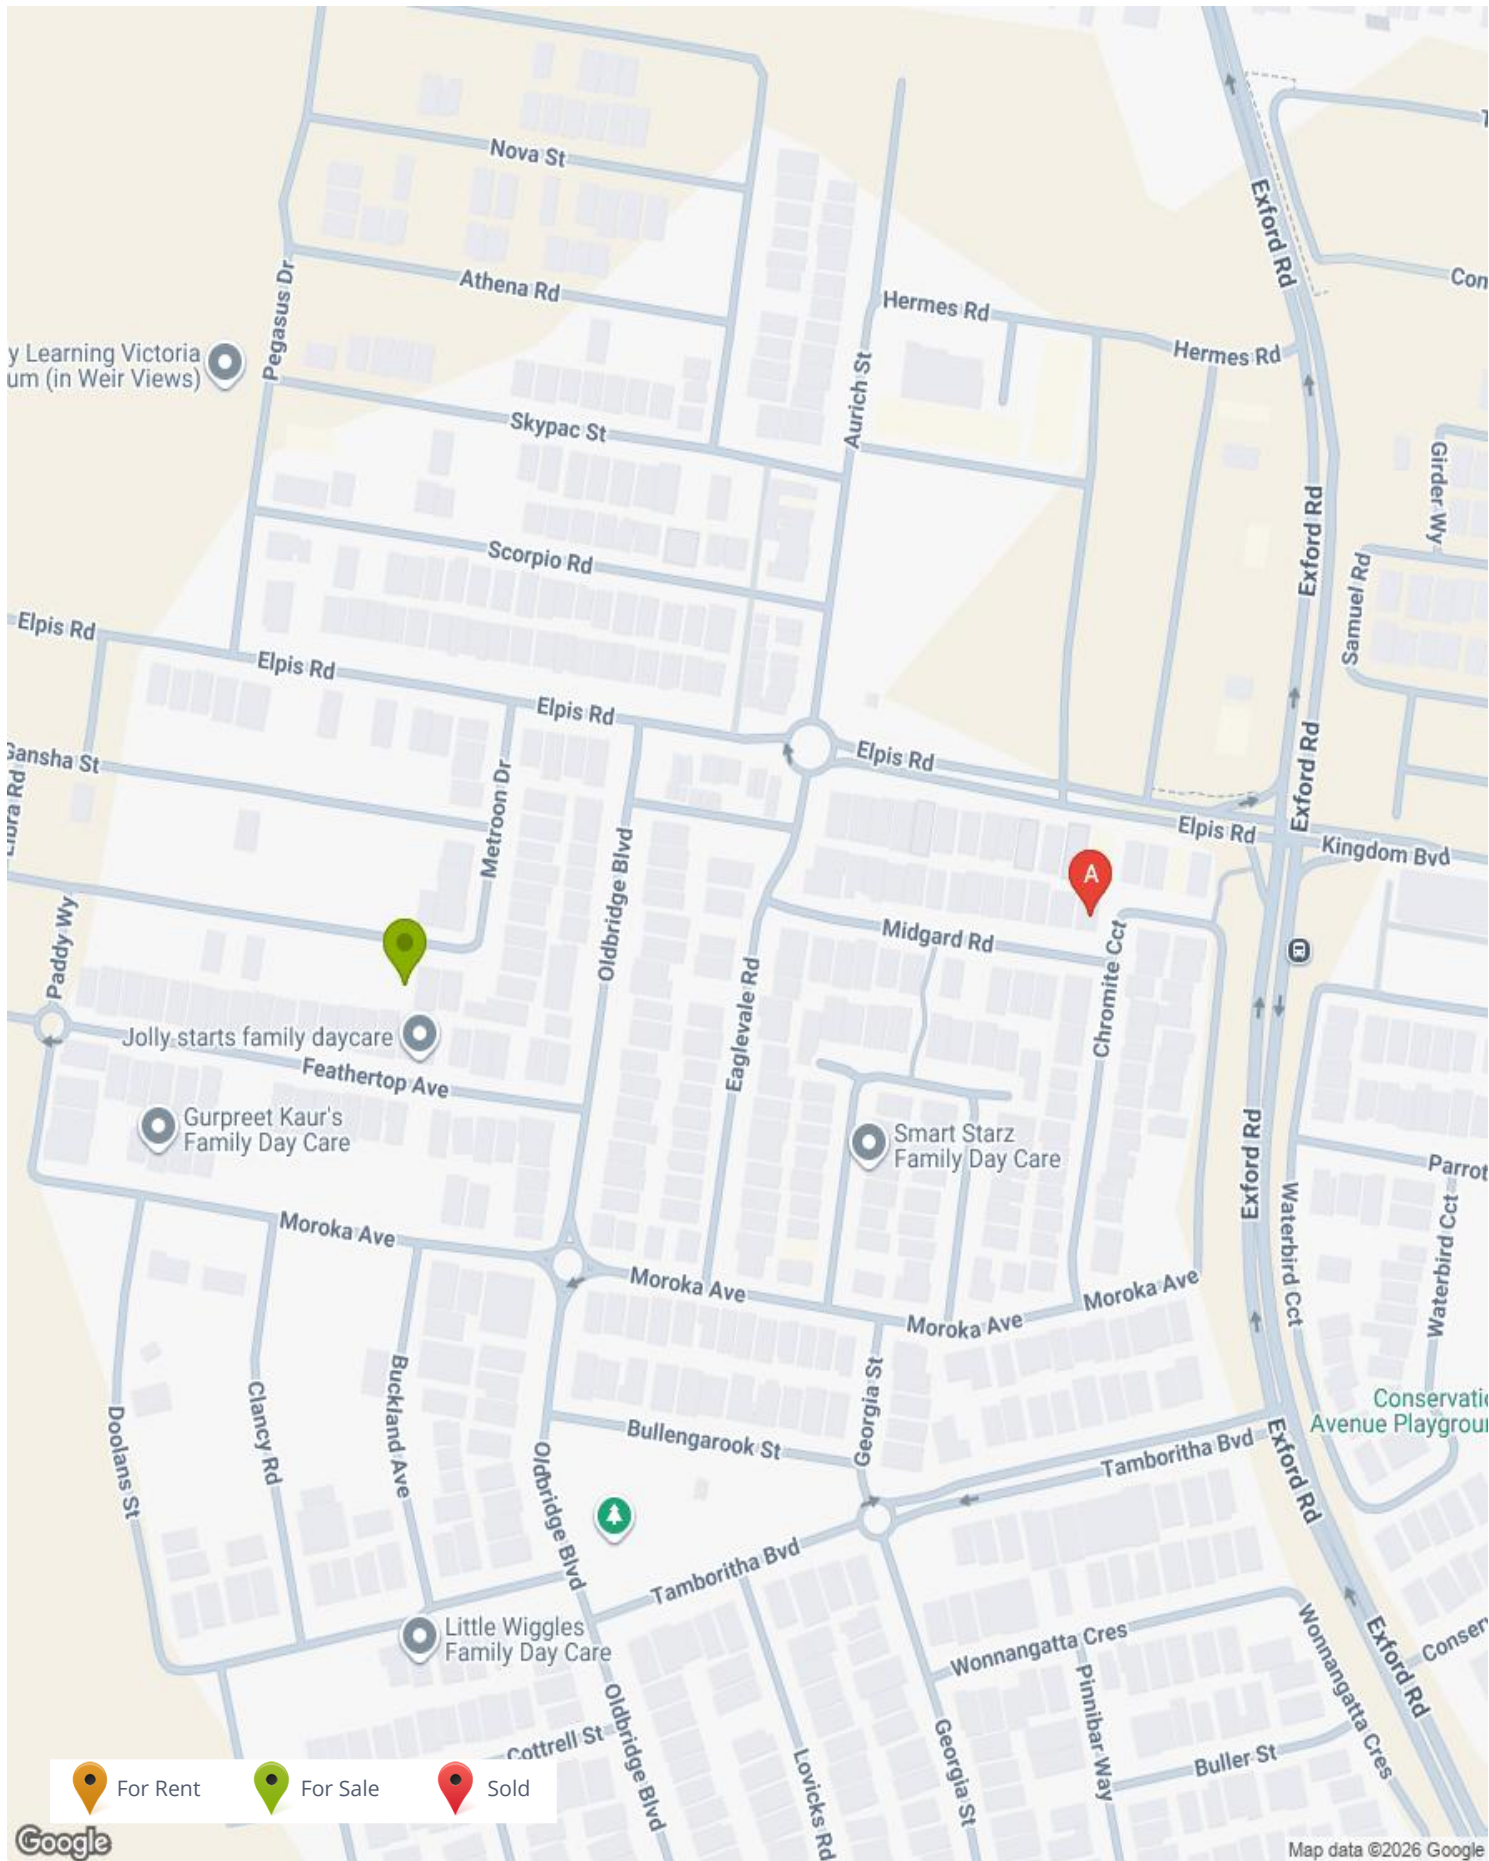 Nova St
Exford Rd
Athena Rd
Pegasus Dr
Hermes Rd
Hermes Rd
y Learning Victoria
um (in Weir Views)
Aurich St
Skypac St
Girder Wy
Exford Rd
Scorpio Rd
Samuel Rd
Elpis Rd
Elpis Rd
Elpis Rd
Elpis Rd
Exford Rd
Gansha St
Metroon Dr
Elpis Rd
Kingdom Bvd
Oldbridge Blvd
A
Paddy Wy
Midgard Rd
Chromite Cct
Eaglevale Rd
Jolly starts family daycare
Feathertop Ave
Gurpreet Kaur's
Family Day Care
Smart Starz
Family Day Care
Exford Rd
Parrot
Waterbird Cct
Waterbird Cct
Moroka Ave
Moroka Ave
Moroka Ave
Moroka Ave
Buckland Ave
Clancy Rd
Doolans St
Georgia St
Conservatio
Avenue Playgrou
Bullengarook St
Tamboritha Bvd
Exford Rd
Oldbridge Blvd
Tamboritha Bvd
Little Wiggles
Family Day Care
Wonnangatta Cres
Wonnangatta Cres
Exford Rd
Conser
Pinnibar Way
Oldbridge Blvd
Georgia St
Cottrell St
Lovicks Rd
Buller St
For Rent
For Sale
Sold
Google
Map data ©2026 Google